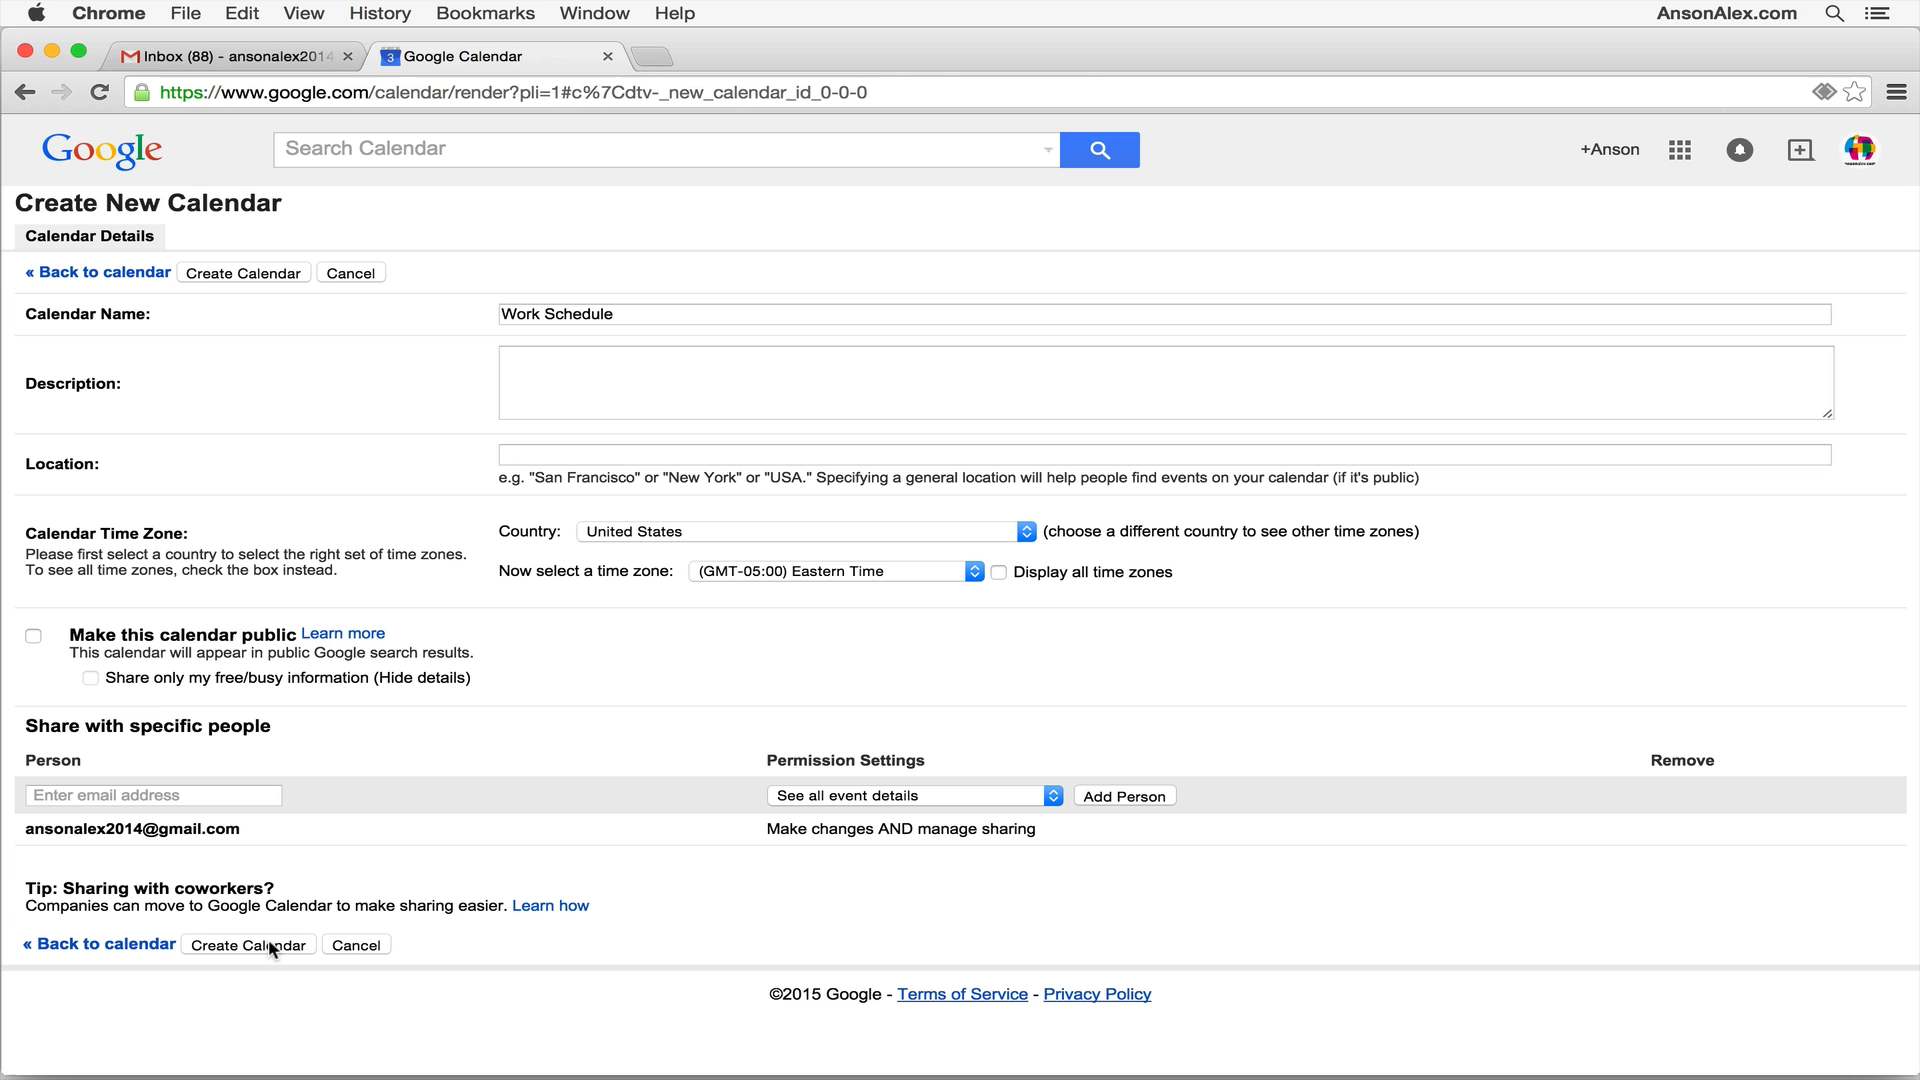 Chrome File Edit View History Bookmarks Window Help AnsonAlex.com
Inbox (88) - ansonalex2014 3 Google Calendar
https://www.google.com/calendar/render?pli=1#c%7Cdtv-_new_calendar_id_0-0-0
Google Search Calendar +Anson
Create New Calendar
Calendar Details
« Back to calendar Create Calendar Cancel
Calendar Name: Work Schedule
Description:
Location:
e.g. "San Francisco" or "New York" or "USA." Specifying a general location will help people find events on your calendar (if it's public)
Calendar Time Zone: Country: United States (choose a different country to see other time zones)
Please first select a country to select the right set of time zones.
To see all time zones, check the box instead. Now select a time zone: (GMT-05:00) Eastern Time Display all time zones
Make this calendar public Learn more
This calendar will appear in public Google search results.
Share only my free/busy information (Hide details)
Share with specific people
Person Permission Settings Remove
Enter email address See all event details Add Person
ansonalex2014@gmail.com Make changes AND manage sharing
Tip: Sharing with coworkers?
Companies can move to Google Calendar to make sharing easier. Learn how
« Back to calendar Create Calendar Cancel
©2015 Google - Terms of Service - Privacy Policy